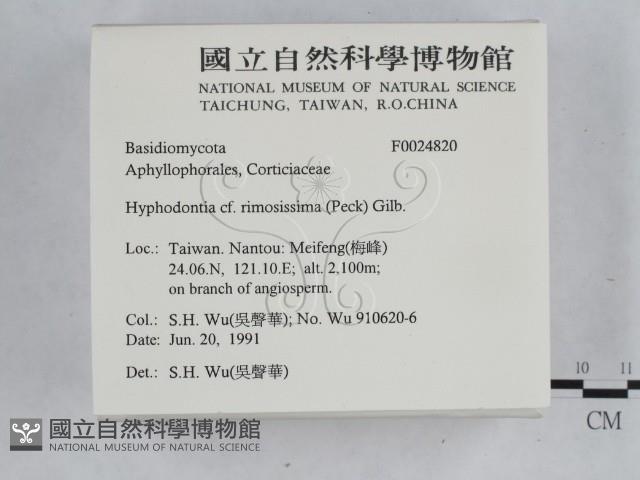 國立自然科學博物館
NATIONAL MUSEUM OF NATURAL SCIENCE
TAICHUNG, TAIWAN, R.O.CHINA
Basidiomycota F0024820
Aphyllophorales, Corticiaceae
Hyphodontia cf. rimosissima (Peck) Gilb.
Loc.: Taiwan. Nantou: Meifeng(梅峰)
24.06.N, 121.10.E; alt. 2,100m;
on branch of angiosperm.
Col.: S.H. Wu(吳聲華); No. Wu 910620-6
Date: Jun. 20, 1991
Det.: S.H. Wu(吳聲華)
10 11
CM
國立自然科學博物館
NATIONAL MUSEUM OF NATURAL SCIENCE